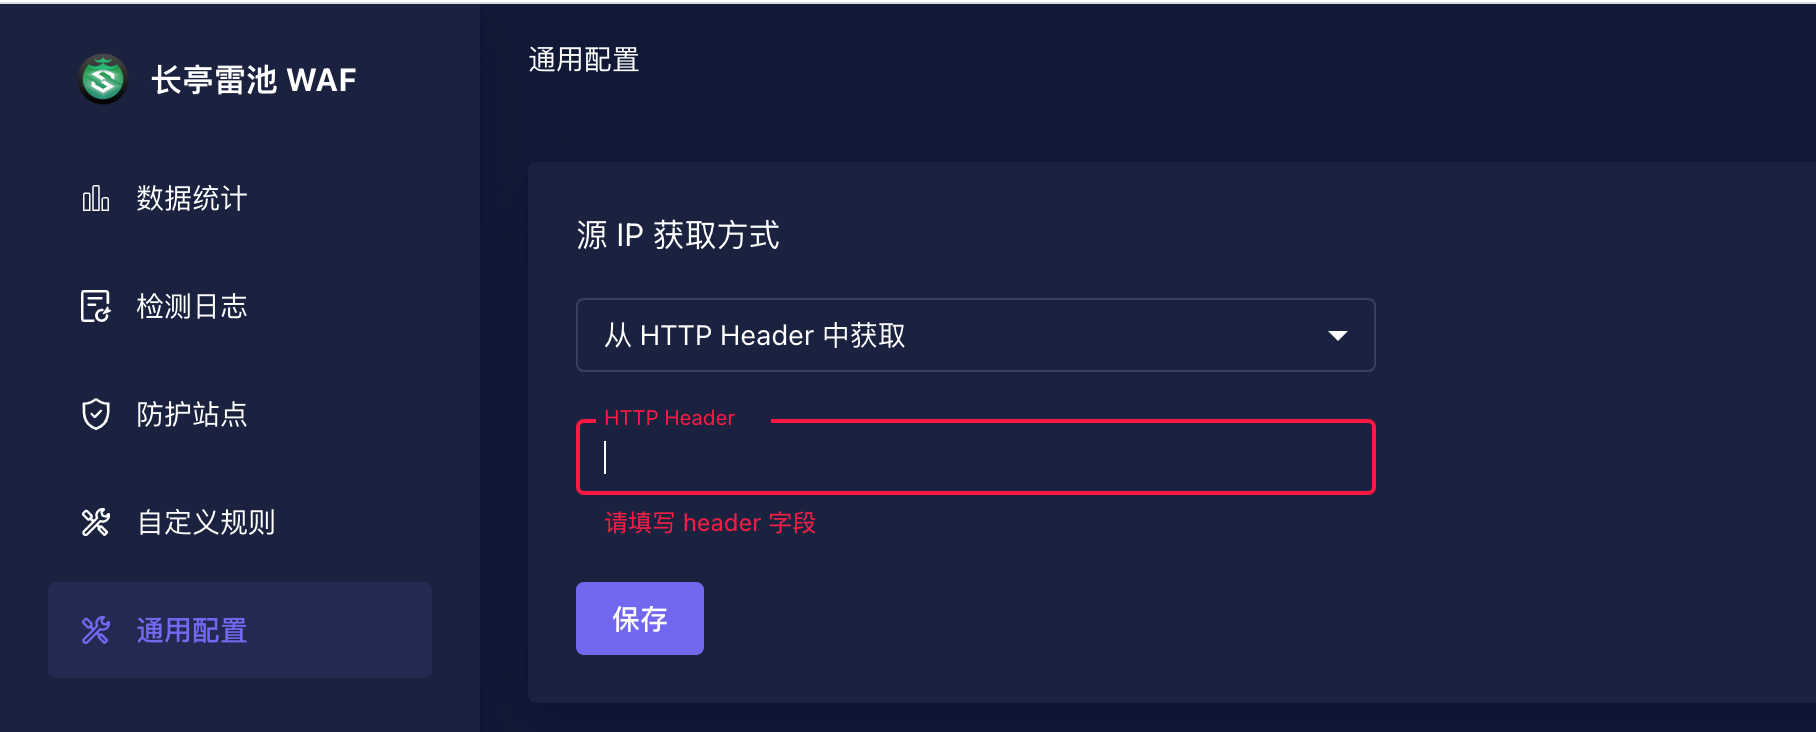 长亭雷池 WAF
数据统计
检测日志
防护站点
自定义规则
通用配置
通用配置
源 IP 获取方式
从 HTTP Header 中获取
HTTP Header
请填写 header 字段
保存